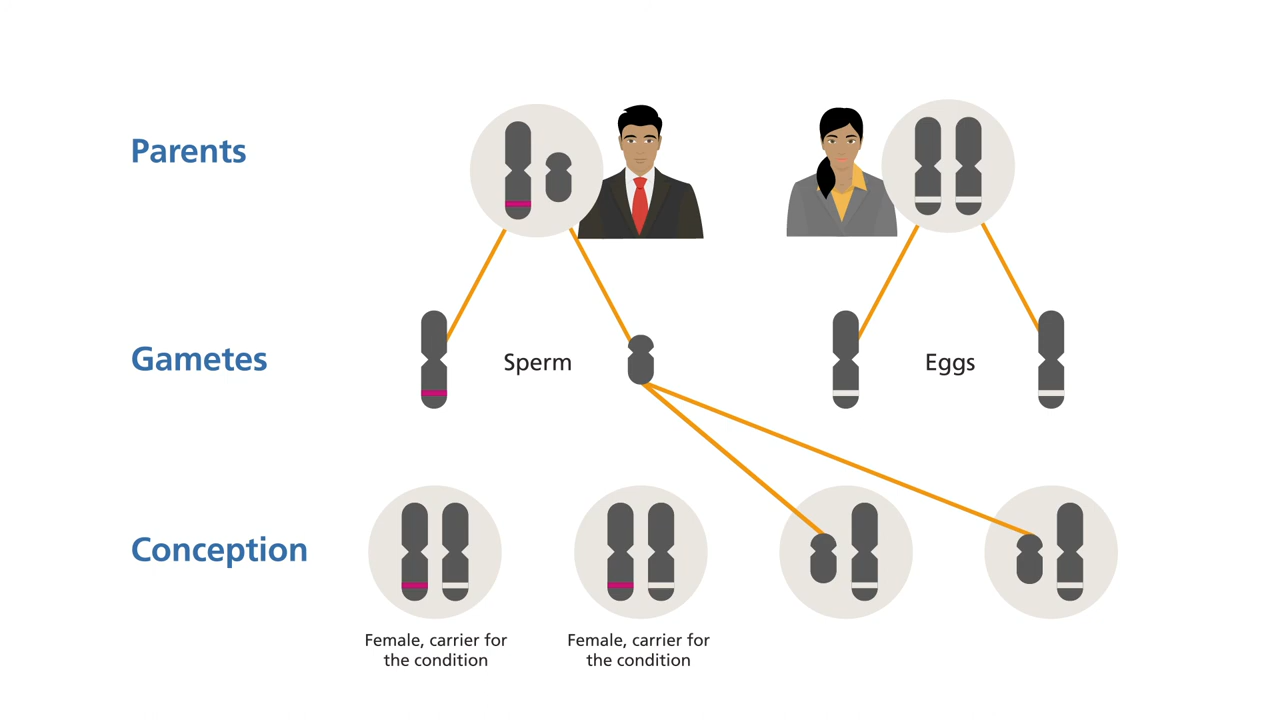 Parents
Gametes
Sperm
Eggs
Conception
Female, carrier for
the condition
Female, carrier for
the condition